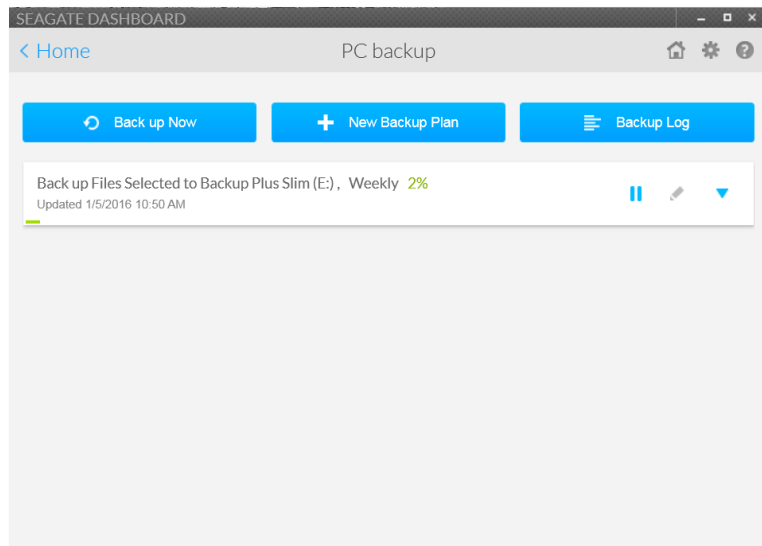 SEAGATE DASHBOARD
Home
PC backup
Back up Now
New Backup Plan
Backup Log
Back up Files Selected to Backup Plus Slim (E:) , Weekly 2%
Updated 1/5/2016 10:50 AM